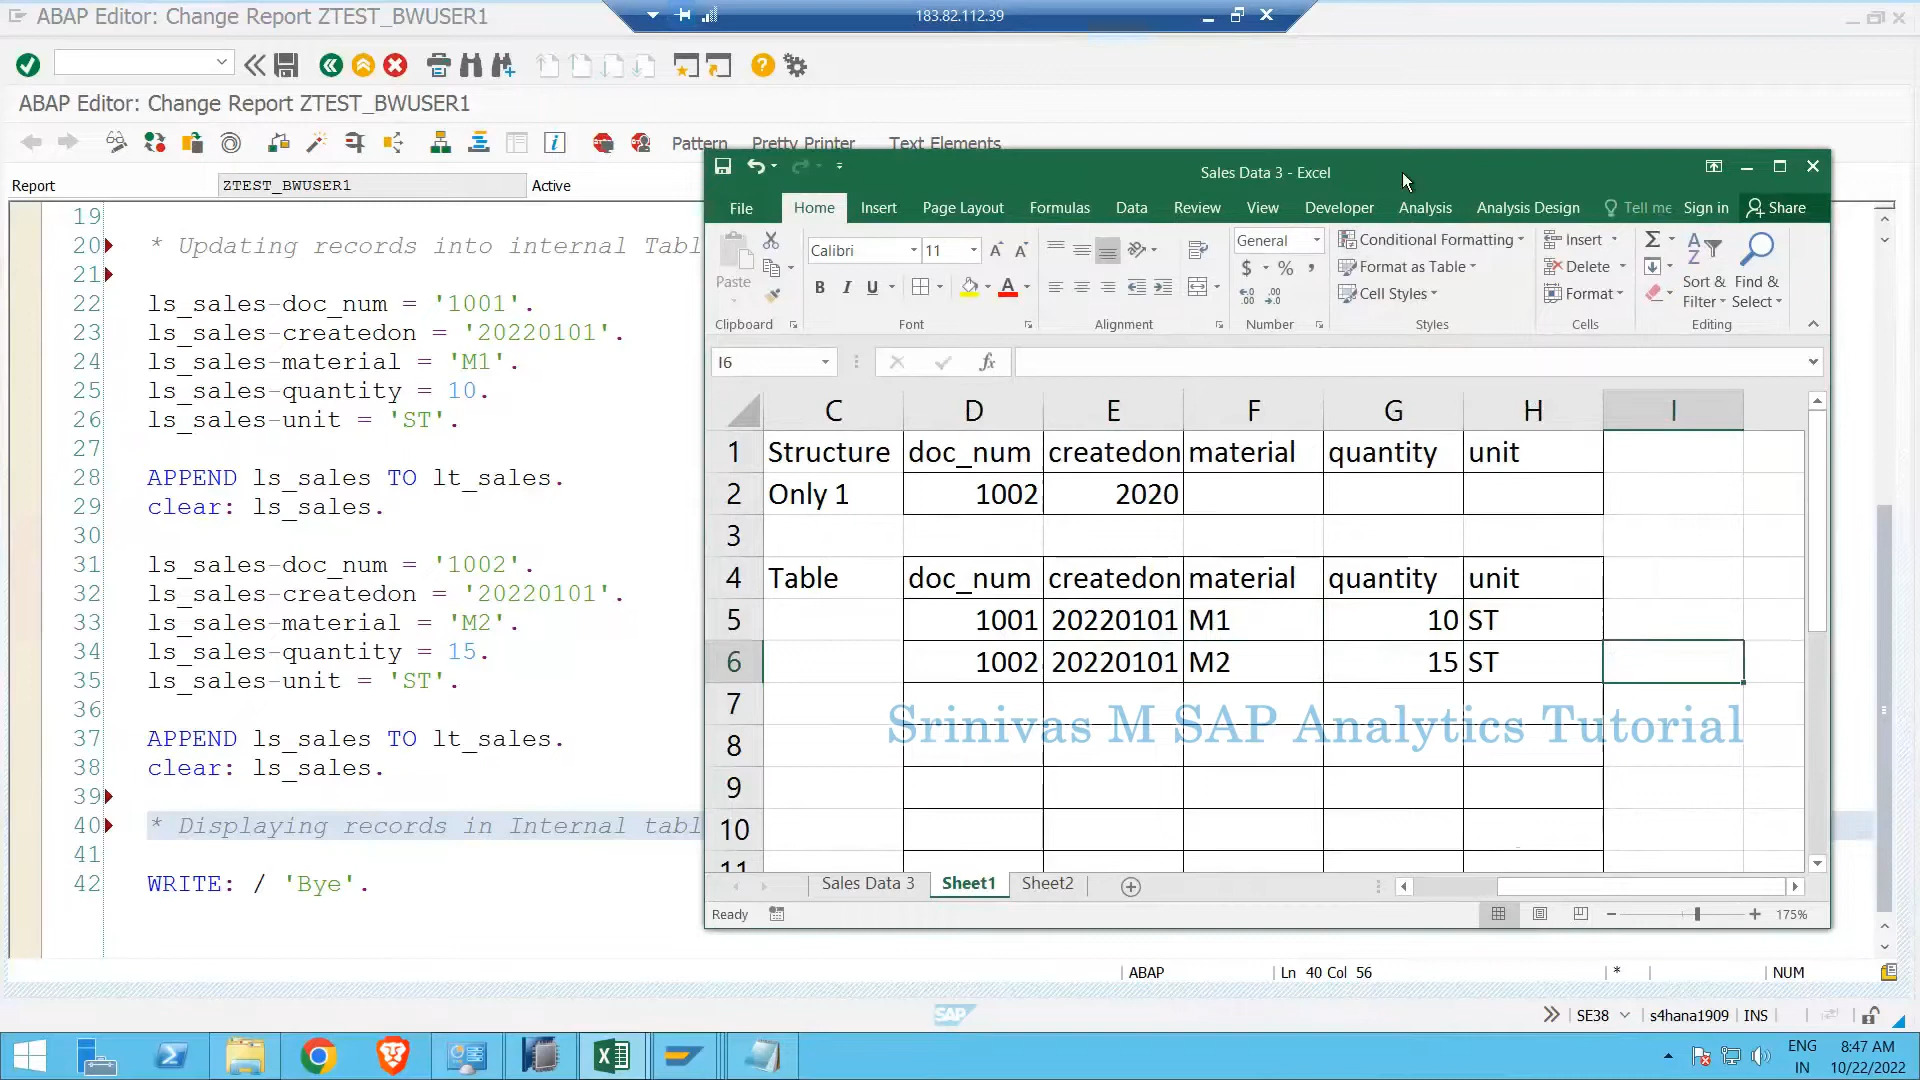 ABAP Editor: Change Report ZTEST_BWUSER1
183.82.112.39
ABAP Editor: Change Report ZTEST_BWUSER1
Pattern Pretty Printer Text Elements
Report ZTEST_BWUSER1 Active
19
20 * Updating records into internal Tabl
21
22 ls_sales-doc_num = '1001'.
23 ls_sales-createdon = '20220101'.
24 ls_sales-material = 'M1'.
25 ls_sales-quantity = 10.
26 ls_sales-unit = 'ST'.
27
28 APPEND ls_sales TO lt_sales.
29 clear: ls_sales.
30
31 ls_sales-doc_num = '1002'.
32 ls_sales-createdon = '20220101'.
33 ls_sales-material = 'M2'.
34 ls_sales-quantity = 15.
35 ls_sales-unit = 'ST'.
36
37 APPEND ls_sales TO lt_sales.
38 clear: ls_sales.
39
40 * Displaying records in Internal tabl
41
42 WRITE: / 'Bye'.
Sales Data 3 - Excel
File Home Insert Page Layout Formulas Data Review View Developer Analysis Analysis Design Tell me Sign in Share
Paste
Calibri 11
B I U
A
General
$ % ,
Conditional Formatting
Format as Table
Cell Styles
Insert
Delete
Format
Sort & Filter
Find & Select
Clipboard Font Alignment Number Styles Cells Editing
I6 fx
C D E F G H I
1 Structure doc_num createdon material quantity unit
2 Only 1 1002 2020
3
4 Table doc_num createdon material quantity unit
5 1001 20220101 M1 10 ST
6 1002 20220101 M2 15 ST
7
8
9
10
11
Srinivas M SAP Analytics Tutorial
Sales Data 3 Sheet1 Sheet2
Ready 175%
ABAP Ln 40 Col 56 * NUM
SAP
SE38 s4hana1909 INS
ENG
IN
8:47 AM
10/22/2022